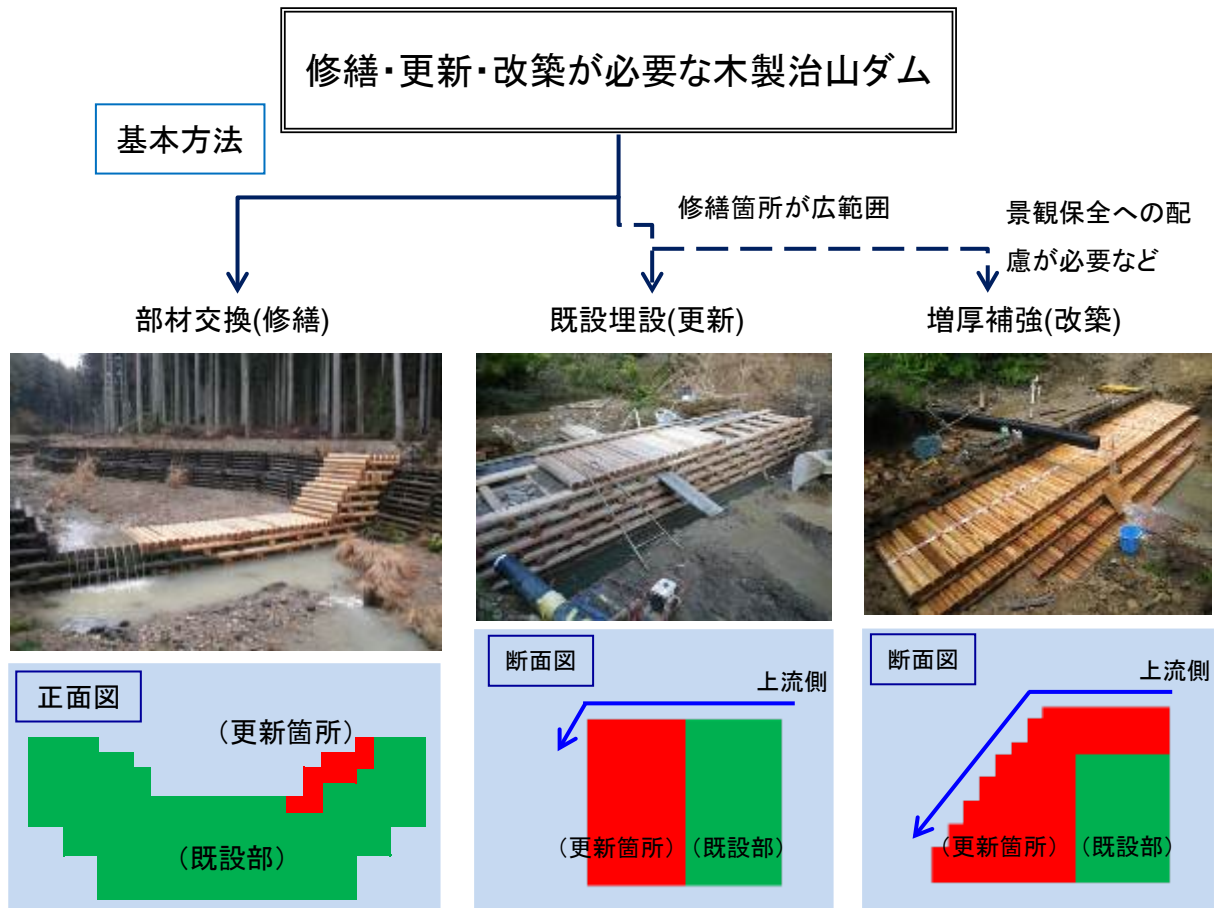 修繕・更新・改築が必要な木製治山ダム
基本方法
修繕箇所が広範囲
景観保全への配
慮が必要など
部材交換(修繕)
既設埋設(更新)
増厚補強(改築)
正面図
（更新箇所）
（既設部）
断面図
上流側
（更新箇所）
（既設部）
断面図
上流側
（更新箇所）
（既設部）